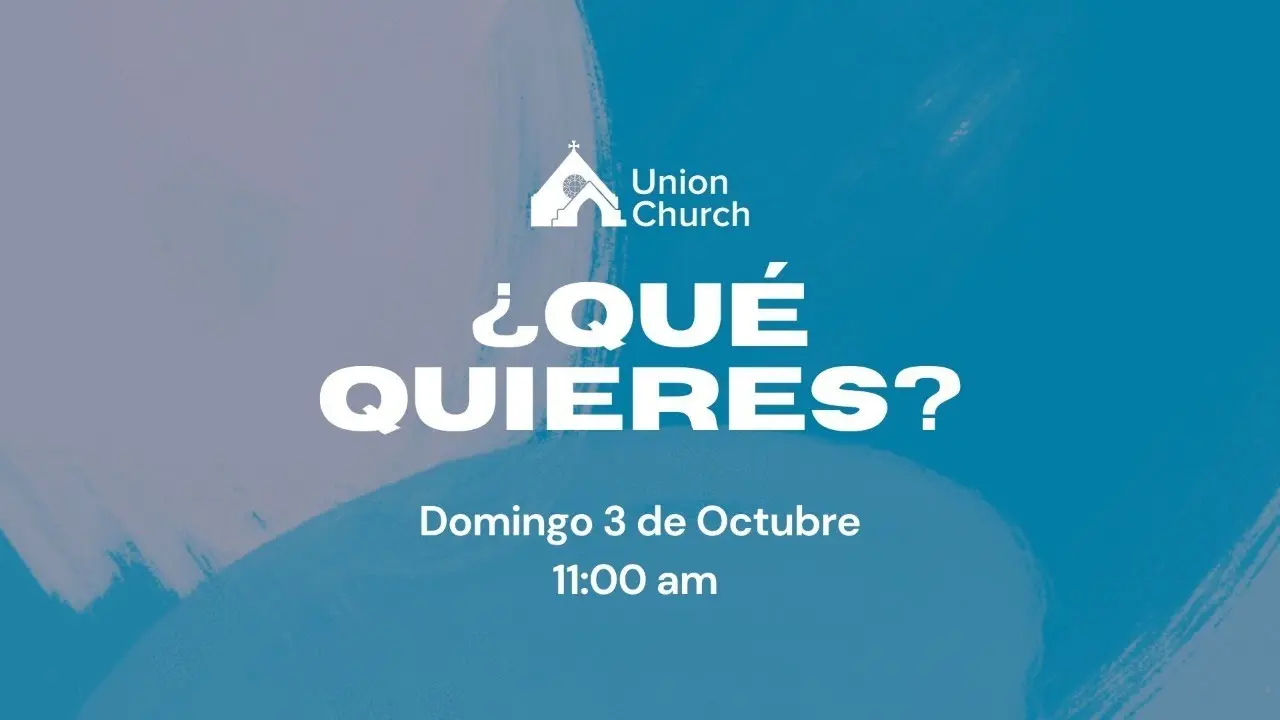 Union
Church
¿QUÉ
QUIERES?
Domingo 3 de Octubre
11:00 am